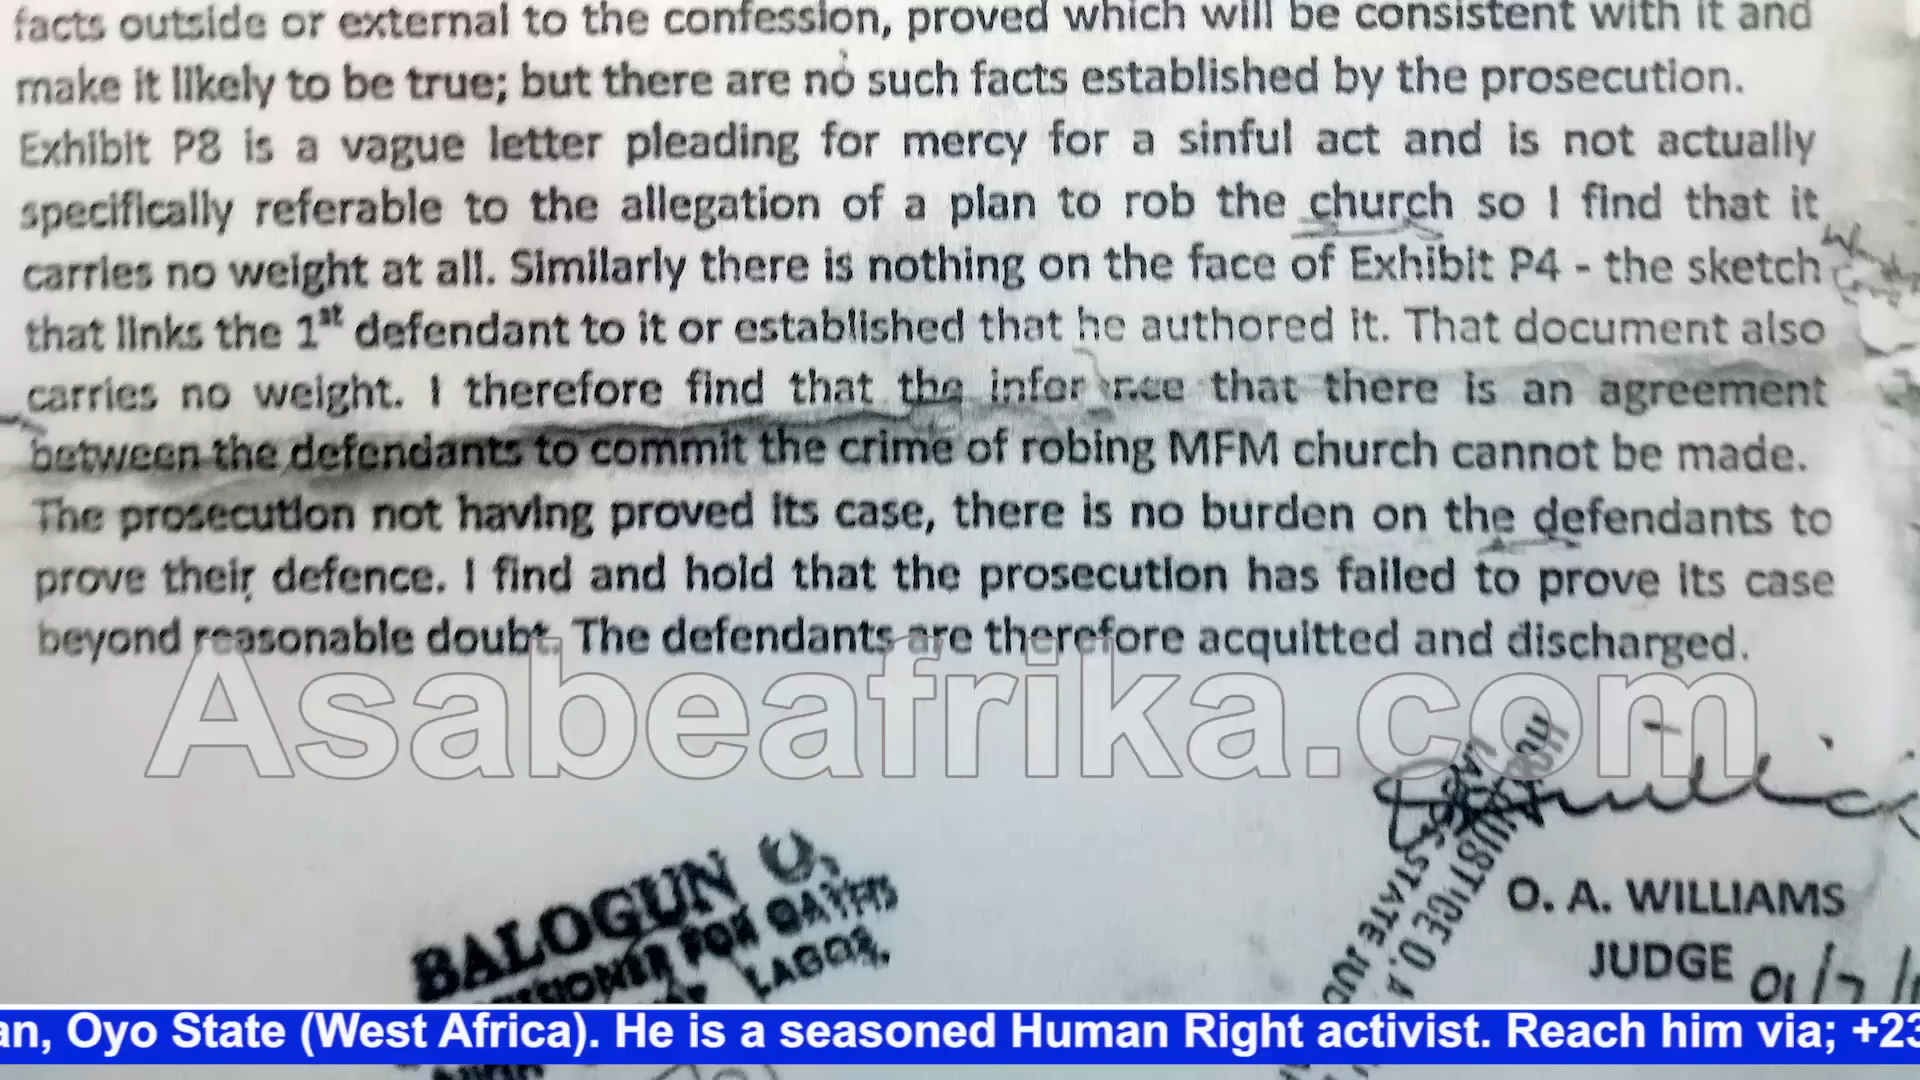 facts outside or external to the confession, proved which will be consistent with it and
make it likely to be true; but there are no such facts established by the prosecution.
Exhibit P8 is a vague letter pleading for mercy for a sinful act and is not actually
specifically referable to the allegation of a plan to rob the church so I find that it
carries no weight at all. Similarly there is nothing on the face of Exhibit P4 - the sketch
that links the 1st defendant to it or established that he authored it. That document also
carries no weight. I therefore find that the that there is an agreement
between the defendants to commit the crime of robing MFM church cannot be made.
The prosecution not having proved its case, there is no burden on the defendants to
prove their defence. I find and hold that the prosecution has failed to prove its case
beyond reasonable doubt. The defendants are therefore acquitted and discharged.
Asabeafrika.com
BALOGUN
FOR OATHS
LAGOS.
JUSTICE O. A
STATE
O. A. WILLIAMS
JUDGE
01/7/
an, Oyo State (West Africa). He is a seasoned Human Right activist. Reach him via; +23